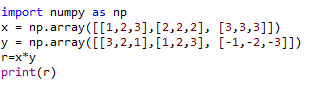 import numpy as np
x = np.array([[1,2,3],[2,2,2], [3,3,3]])
y = np.array([[3,2,1],[1,2,3], [-1,-2,-3]])
r=x*y
print(r)